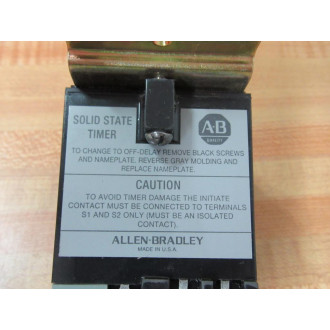 SOLID STATE
TIMER
A·B
QUALITY
TO CHANGE TO OFF-DELAY REMOVE BLACK SCREWS
AND NAMEPLATE. REVERSE GRAY MOLDING AND
REPLACE NAMEPLATE.
CAUTION
TO AVOID TIMER DAMAGE THE INITIATE
CONTACT MUST BE CONNECTED TO TERMINALS
S1 AND S2 ONLY (MUST BE AN ISOLATED
CONTACT).
ALLEN-BRADLEY
MADE IN U.S.A.